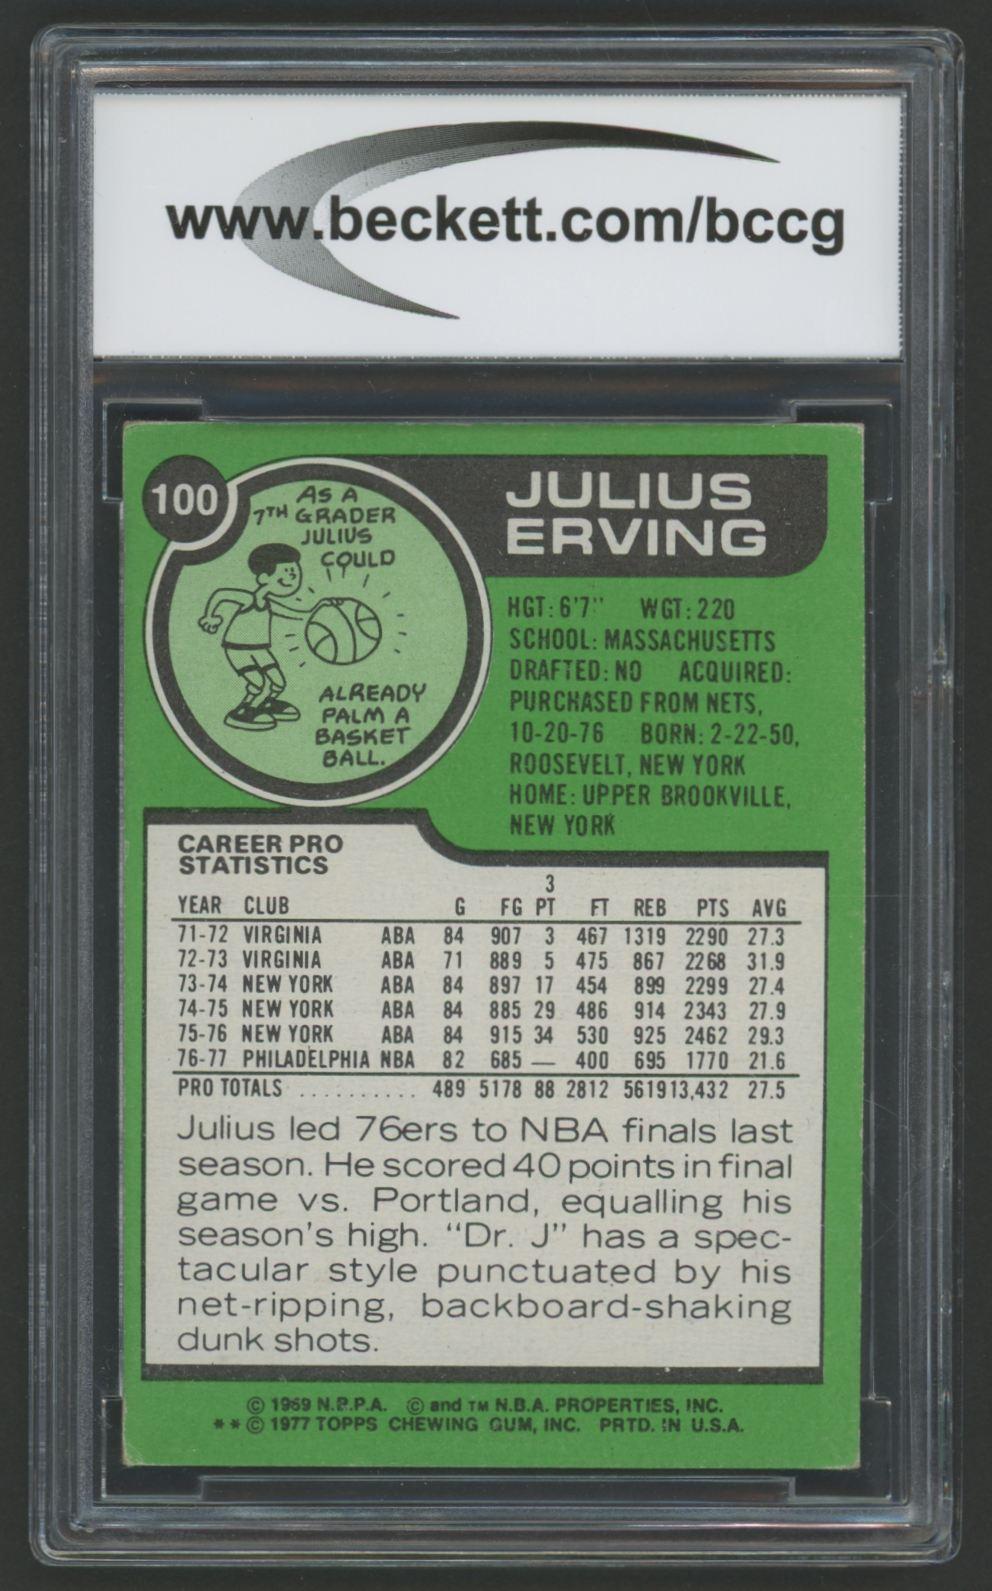 www.beckett.com/bccg
100
AS A
7TH GRADER
JULIUS
COULD
ALREADY
PALM A
BASKET
BALL.
JULIUS
ERVING
HGT: 6'7" WGT: 220
SCHOOL: MASSACHUSETTS
DRAFTED: NO ACQUIRED:
PURCHASED FROM NETS,
10-20-76 BORN: 2-22-50,
ROOSEVELT, NEW YORK
HOME: UPPER BROOKVILLE,
NEW YORK
CAREER PRO
STATISTICS
YEAR CLUB G FG 3 PT FT REB PTS AVG
71-72 VIRGINIA ABA 84 907 3 467 1319 2290 27.3
72-73 VIRGINIA ABA 71 889 5 475 867 2268 31.9
73-74 NEW YORK ABA 84 897 17 454 899 2299 27.4
74-75 NEW YORK ABA 84 885 29 486 914 2343 27.9
75-76 NEW YORK ABA 84 915 34 530 925 2462 29.3
76-77 PHILADELPHIA NBA 82 685 — 400 695 1770 21.6
PRO TOTALS .......... 489 5178 88 2812 5619 13,432 27.5
Julius led 76ers to NBA finals last
season. He scored 40 points in final
game vs. Portland, equalling his
season's high. "Dr. J" has a spec-
tacular style punctuated by his
net-ripping, backboard-shaking
dunk shots.
© 1969 N.B.P.A. © and TM N.B.A. PROPERTIES, INC.
**© 1977 TOPPS CHEWING GUM, INC. PRTD. IN U.S.A.